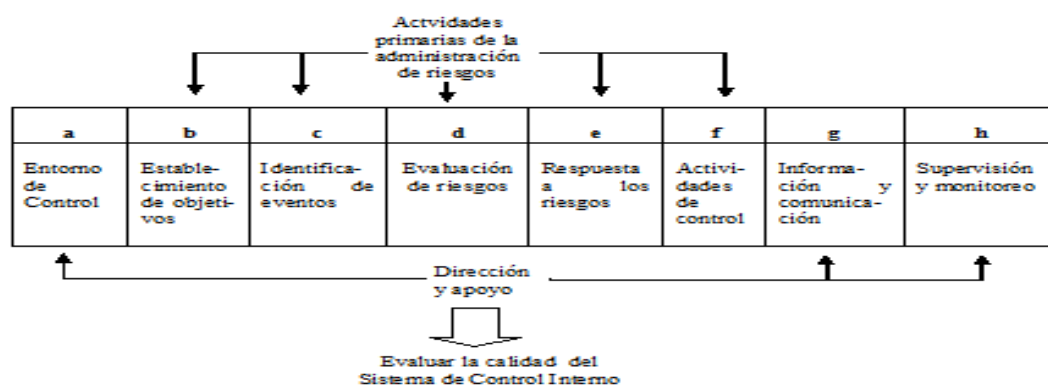 Actvidades
primarias de la
administración
de riesgos
a
b
c
d
e
f
g
h
Entorno
de
Control
Estable-
cimiento
de objeti-
vos
Identifica-
ción de
eventos
Evaluación
de riesgos
Respuesta
a los
riesgos
Activi-
dades
de
control
Informa-
ción y
comunica-
ción
Supervisión
y monitoreo
Dirección
y apoyo
Evaluar la calidad del
Sistema de Control Interno